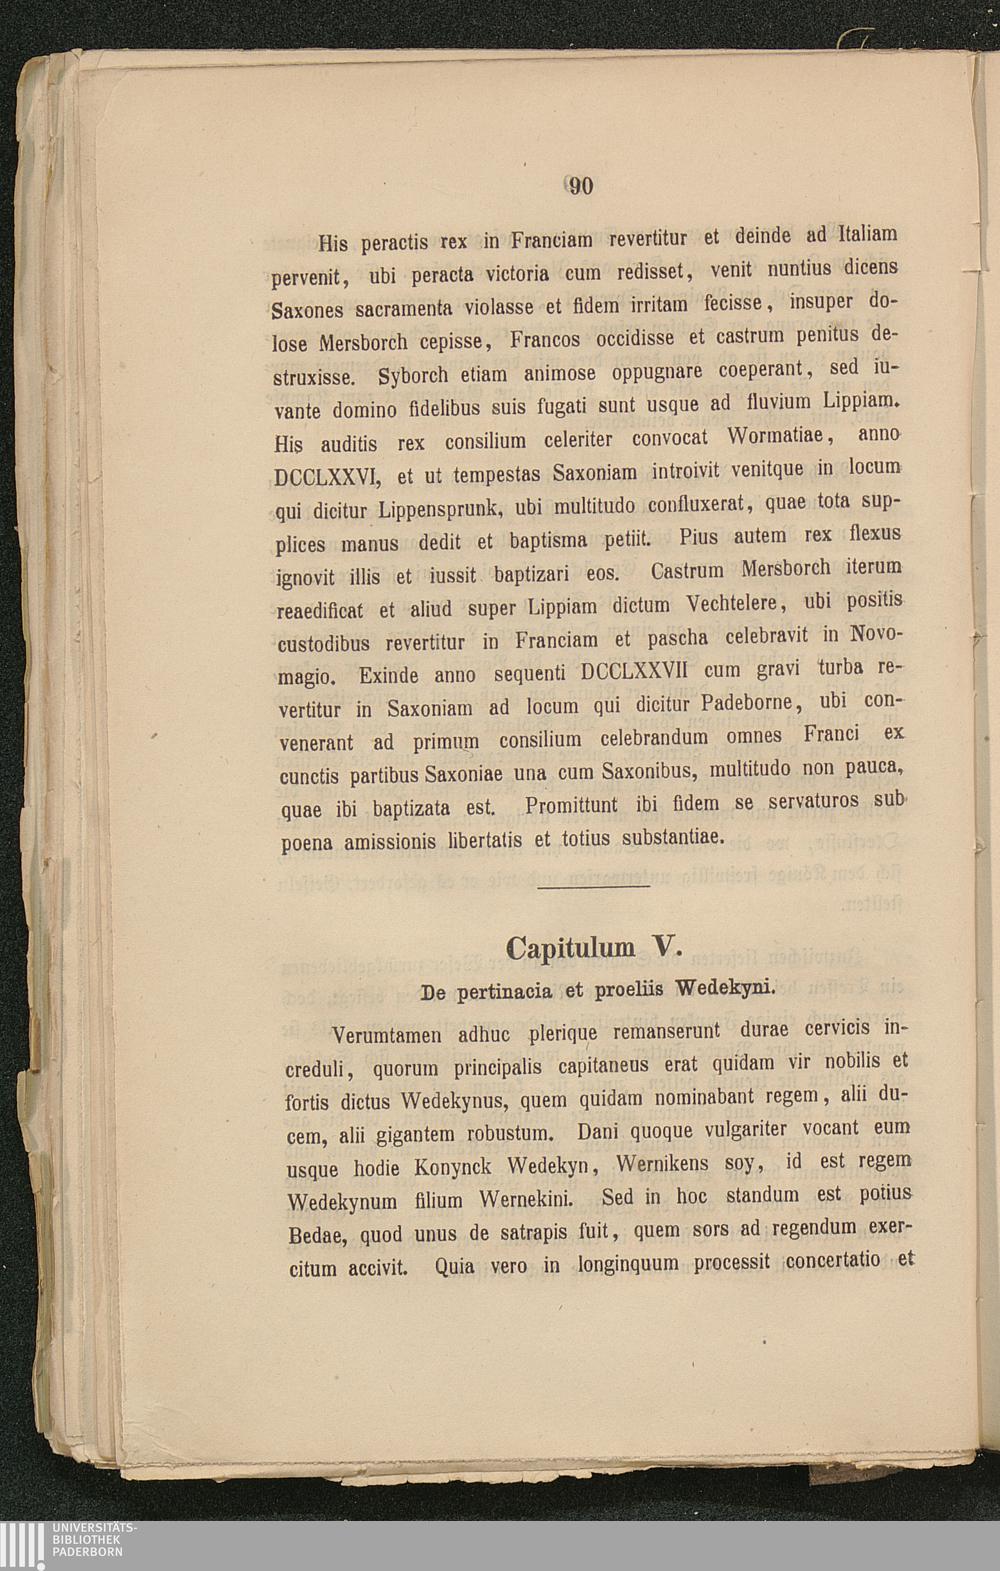 90
His peractis rex in Franciam revertitur et deinde ad Italiam
pervenit, ubi peracta victoria cum redisset, venit nuntius dicens
Saxones sacramenta violasse et fidem irritam fecisse, insuper do-
lose Mersborch cepisse, Francos occidisse et castrum penitus de-
struxisse. Syborch etiam animose oppugnare coeperant, sed iu-
vante domino fidelibus suis fugati sunt usque ad fluvium Lippiam.
His auditis rex consilium celeriter convocat Wormatiae, anno
DCCLXXVI, et ut tempestas Saxoniam introivit venitque in locum
qui dicitur Lippensprunk, ubi multitudo confluxerat, quae tota sup-
plices manus dedit et baptisma petiit. Pius autem rex flexus
ignovit illis et iussit baptizari eos. Castrum Mersborch iterum
reaedificat et aliud super Lippiam dictum Vechtelere, ubi positis
custodibus revertitur in Franciam et pascha celebravit in Novo-
magio. Exinde anno sequenti DCCLXXVII cum gravi turba re-
vertitur in Saxoniam ad locum qui dicitur Padeborne, ubi con-
venerant ad primum consilium celebrandum omnes Franci ex
cunctis partibus Saxoniae una cum Saxonibus, multitudo non pauca,
quae ibi baptizata est. Promittunt ibi fidem se servaturos sub
poena amissionis libertatis et totius substantiae.
Capitulum V.
De pertinacia et proeliis Wedekyni.
Verumtamen adhuc plerique remanserunt durae cervicis in-
creduli, quorum principalis capitaneus erat quidam vir nobilis et
fortis dictus Wedekynus, quem quidam nominabant regem, alii du-
cem, alii gigantem robustum. Dani quoque vulgariter vocant eum
usque hodie Konynck Wedekyn, Wernikens soy, id est regem
Wedekynum filium Wernekini. Sed in hoc standum est potius
Bedae, quod unus de satrapis fuit, quem sors ad regendum exer-
citum accivit. Quia vero in longinquum processit concertatio et
UNIVERSITÄTS-
BIBLIOTHEK
PADERBORN